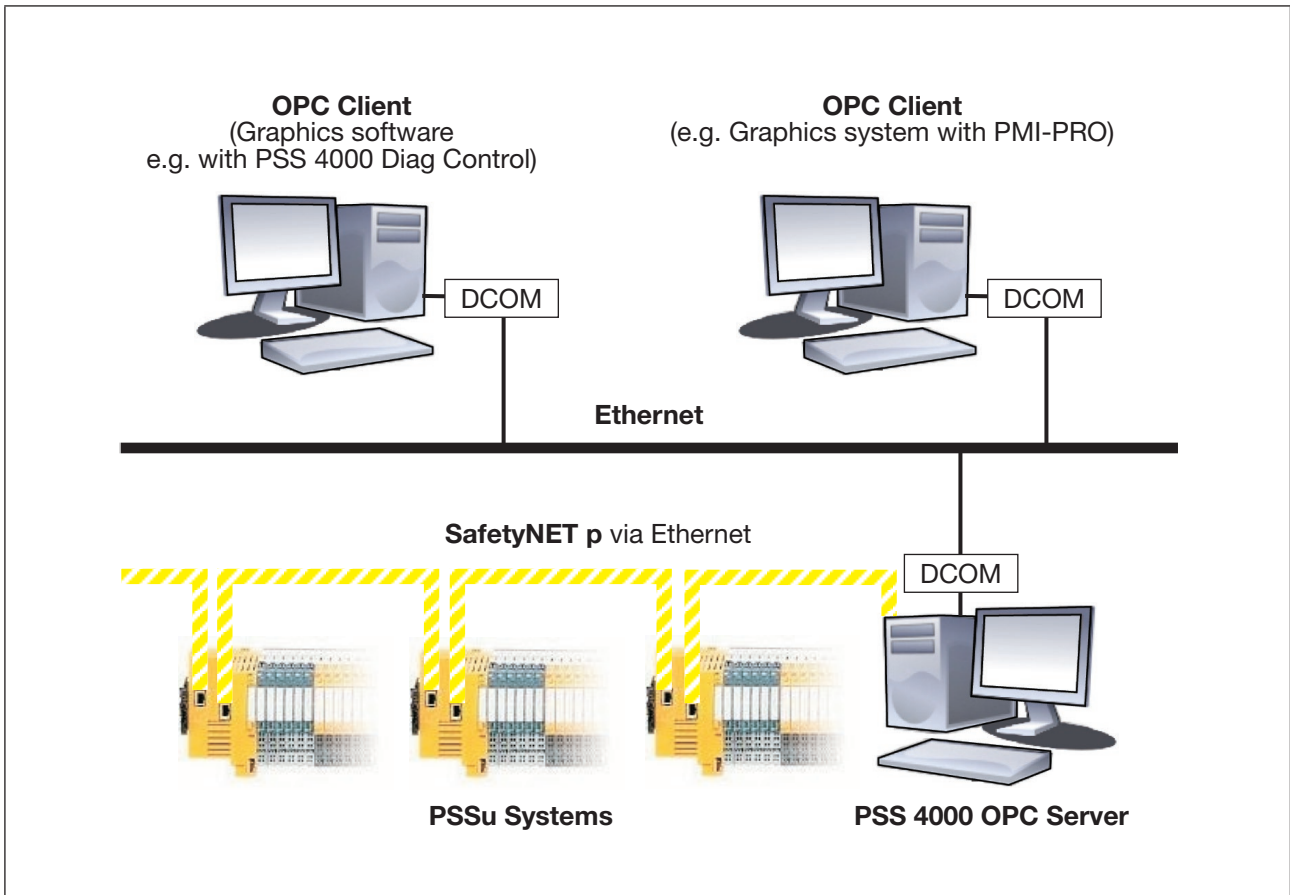 OPC Client
(Graphics software
e.g. with PSS 4000 Diag Control)
OPC Client
(e.g. Graphics system with PMI-PRO)
DCOM
DCOM
Ethernet
SafetyNET p via Ethernet
DCOM
PSSu Systems
PSS 4000 OPC Server